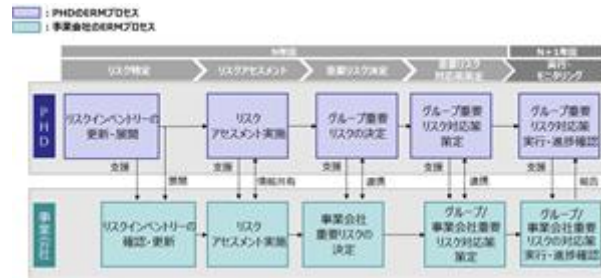 ：PHDのERMプロセス
：事業会社のERMプロセス
N年度
N+1年度
リスク特定
リスクアセスメント
重要リスク決定
重要リスク
対応策策定
実行・
モニタリング
PHD
リスクインベントリーの
更新・展開
リスク
アセスメント実施
グループ重要
リスクの決定
グループ重要
リスク対応策
策定
グループ重要
リスク対応策
実行・進捗確認
支援
展開
支援
情報共有
支援
連携
支援
連携
支援
報告
事業会社
リスクインベントリーの
確認・更新
リスク
アセスメント実施
事業会社
重要リスクの
決定
グループ/
事業会社重要
リスク対応策
策定
グループ/
事業会社重要
リスクの対応策
実行・進捗確認